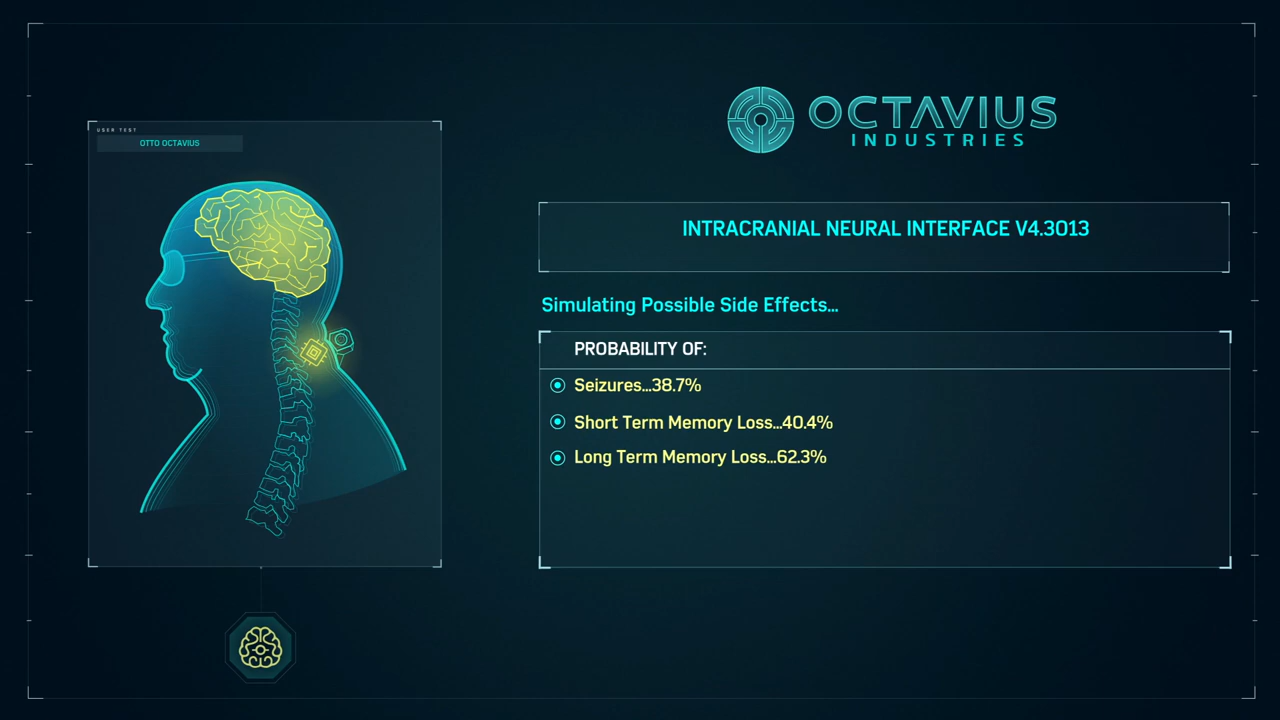 USER TEST
OTTO OCTAVIUS
OCTAVIUS
INDUSTRIES
INTRACRANIAL NEURAL INTERFACE V4.3013
Simulating Possible Side Effects...
PROBABILITY OF:
Seizures...38.7%
Short Term Memory Loss...40.4%
Long Term Memory Loss...62.3%